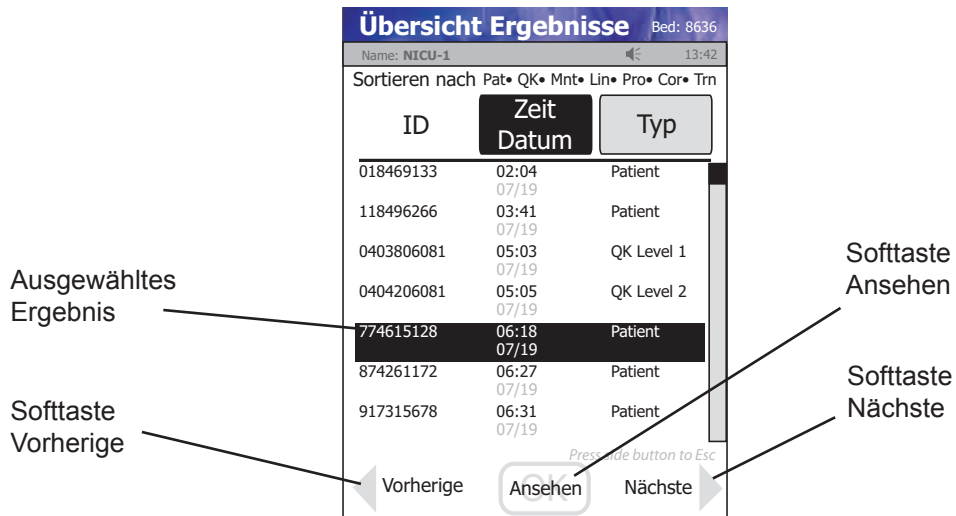 Übersicht Ergebnisse Bed: 8636
Name: NICU-1 13:42
Sortieren nach Pat• QK• Mnt• Lin• Pro• Cor• Trn
ID Zeit Datum Typ
018469133 02:04 Patient
07/19
118496266 03:41 Patient
07/19
0403806081 05:03 QK Level 1
07/19
0404206081 05:05 QK Level 2
07/19
774615128 06:18 Patient
07/19
874261172 06:27 Patient
07/19
917315678 06:31 Patient
07/19
Press side button to Esc
Vorherige OK Ansehen Nächste
Ausgewähltes
Ergebnis
Softtaste
Vorherige
Softtaste
Ansehen
Softtaste
Nächste